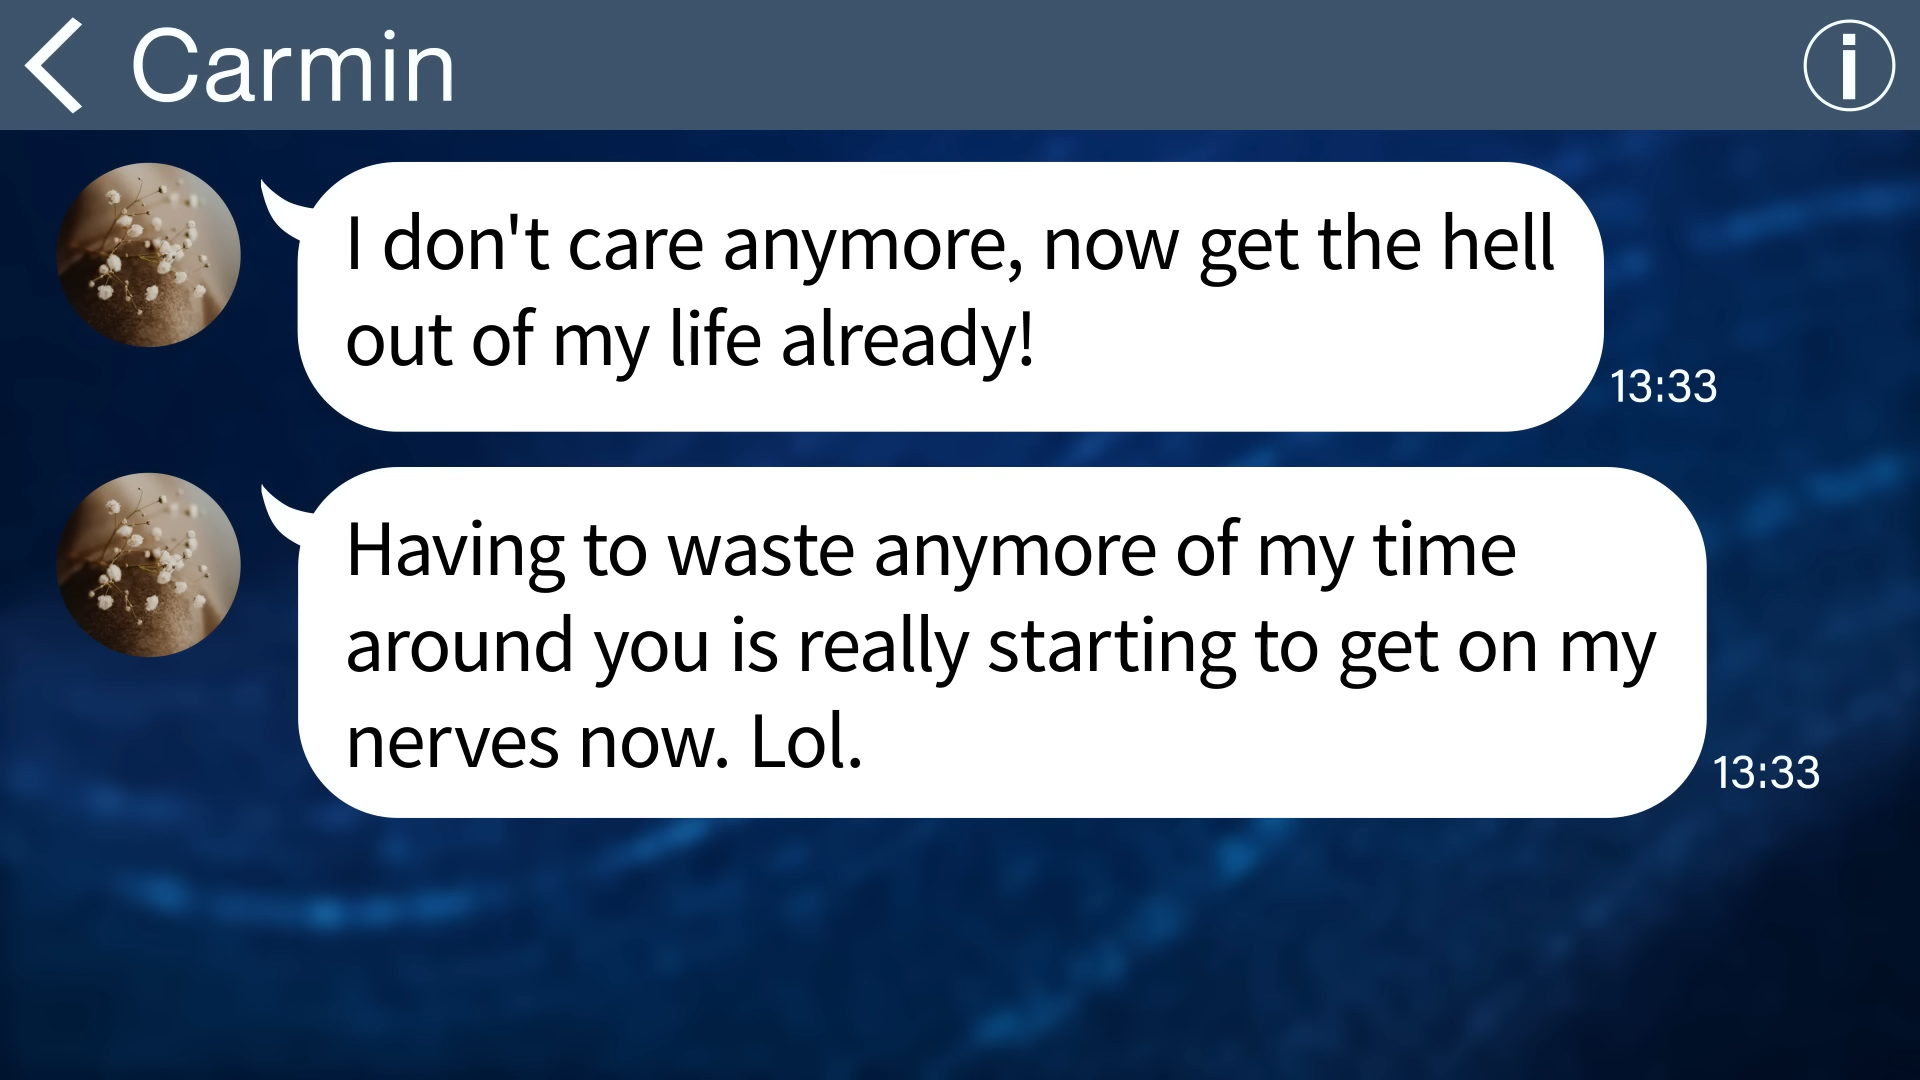 Carmin
I don't care anymore, now get the hell
out of my life already!
13:33
Having to waste anymore of my time
around you is really starting to get on my
nerves now. Lol.
13:33